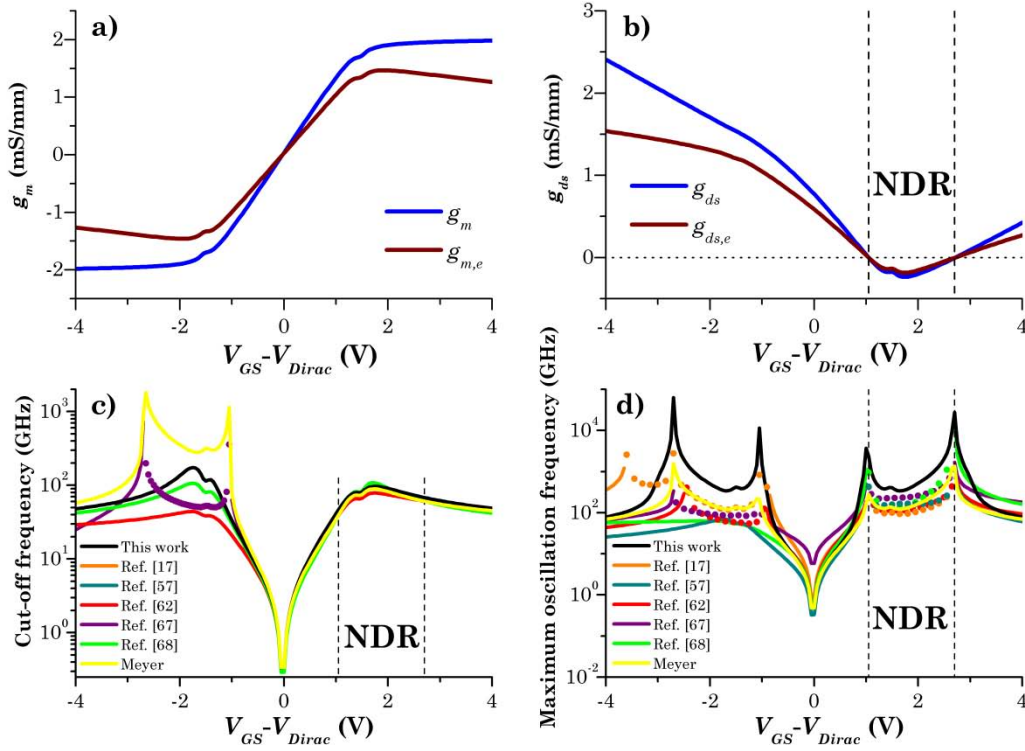 a)
g_m (mS/mm)
2
1
0
-1
-2
g_m
g_m,e
-4 -2 0 2 4
V_GS-V_Dirac (V)
b)
g_ds (mS/mm)
3
2
1
0
NDR
g_ds
g_ds,e
-4 -2 0 2 4
V_GS-V_Dirac (V)
c)
Cut-off frequency (GHz)
10^3
10^2
10^1
10^0
This work
Ref. [17]
Ref. [57]
Ref. [62]
Ref. [67]
Ref. [68]
Meyer
NDR
-4 -2 0 2 4
V_GS-V_Dirac (V)
d)
Maximum oscillation frequency (GHz)
10^4
10^2
10^0
10^-2
This work
Ref. [17]
Ref. [57]
Ref. [62]
Ref. [67]
Ref. [68]
Meyer
NDR
-4 -2 0 2 4
V_GS-V_Dirac (V)